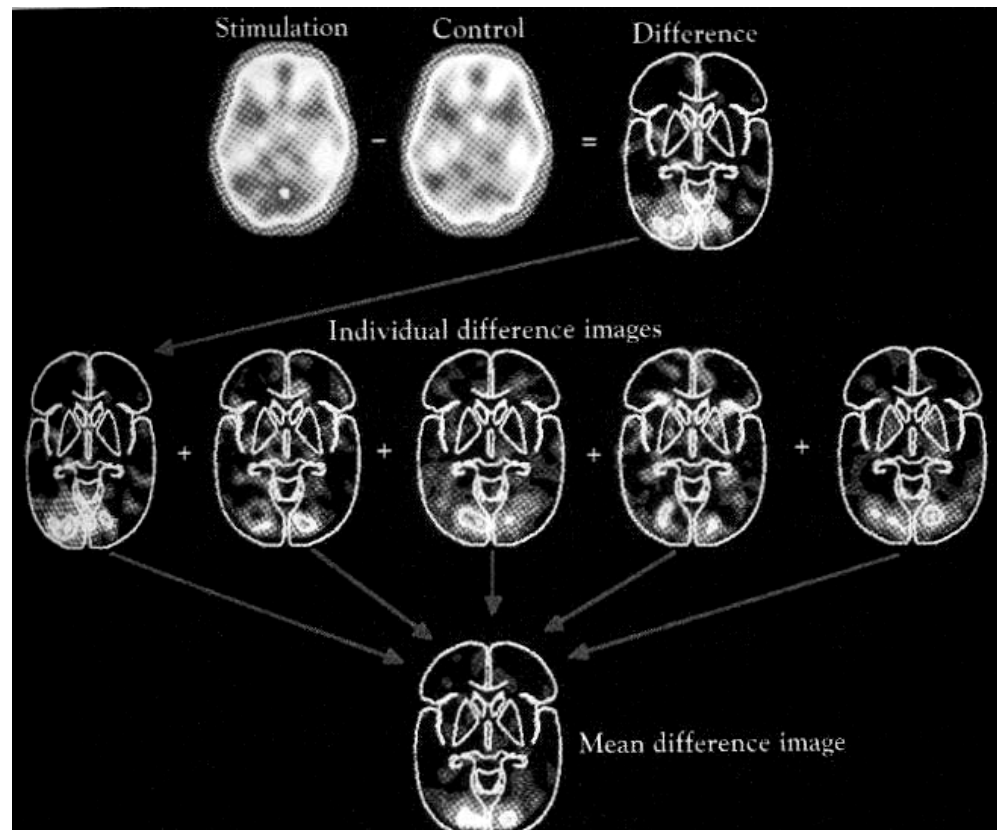 Stimulation Control Difference
- =
Individual difference images
+ + + +
Mean difference image